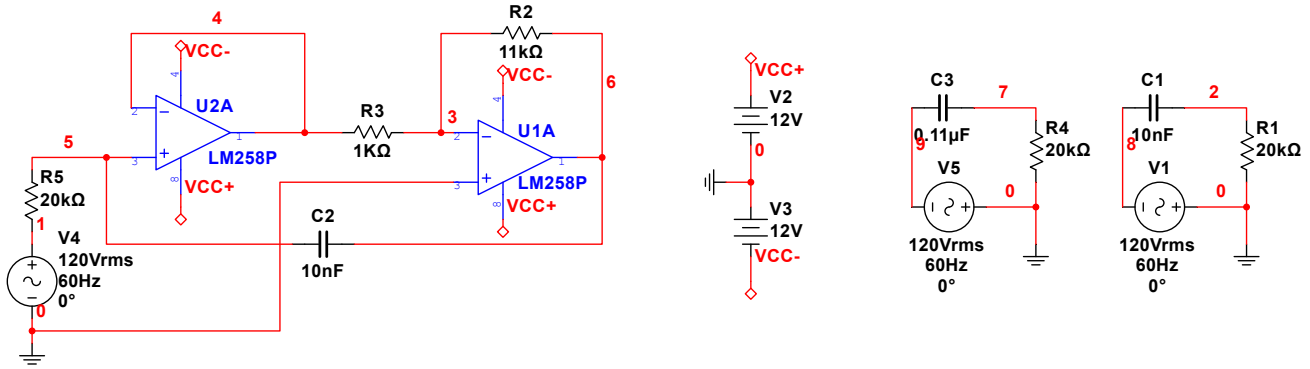 4
VCC-
4
2
U2A
1
3
LM258P
8
VCC+
5
R5
20kΩ
1
V4
120Vrms
60Hz
0°
0
R3
1KΩ
C2
10nF
R2
11kΩ
6
VCC-
4
3
2
U1A
1
3
LM258P
8
VCC+
VCC+
V2
12V
0
V3
12V
VCC-
C3
7
0.11µF
9
R4
20kΩ
V5
0
120Vrms
60Hz
0°
C1
2
10nF
8
R1
20kΩ
V1
0
120Vrms
60Hz
0°